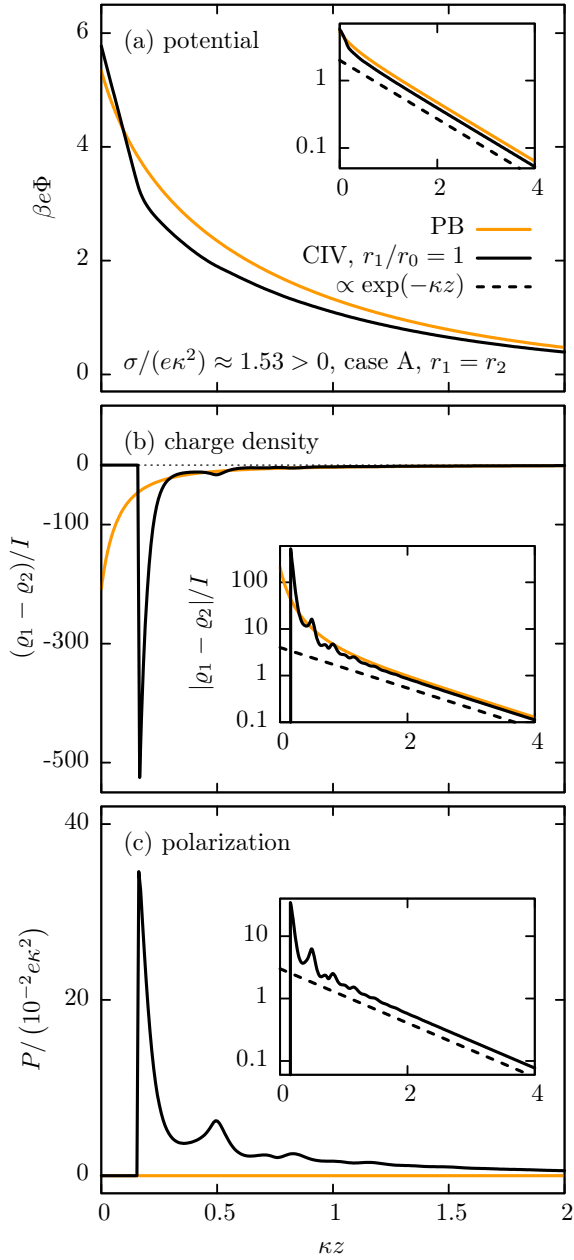 (a) potential
βeΦ
6
4
2
0
1
0.1
0
2
4
PB
CIV, r₁/r₀ = 1
∝ exp(−κz)
σ/(eκ²) ≈ 1.53 > 0, case A, r₁ = r₂
(b) charge density
(ϱ₁ − ϱ₂)/I
0
-100
-300
-500
|ϱ₁ − ϱ₂|/I
100
10
1
0.1
0
2
4
(c) polarization
P/(10⁻²eκ²)
40
20
0
10
1
0.1
0
2
4
0
0.5
1
1.5
2
κz